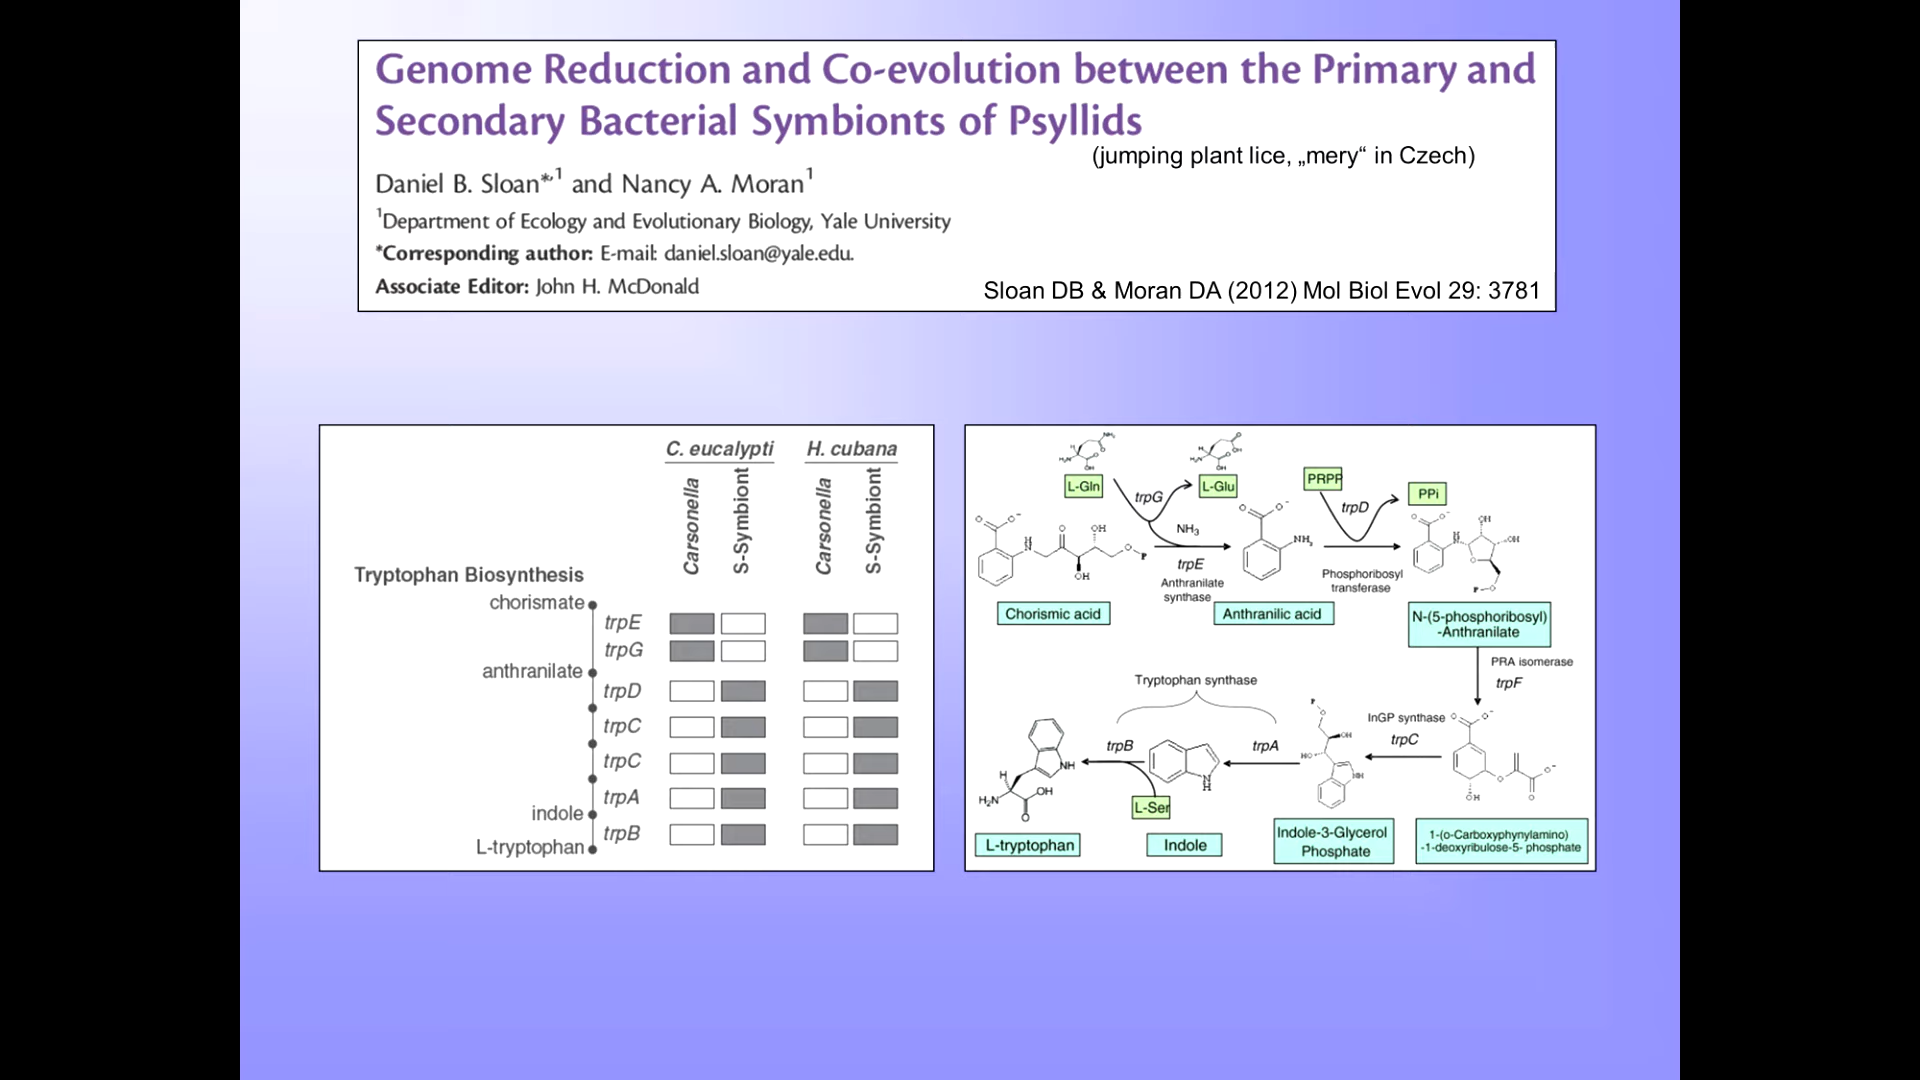 Genome Reduction and Co-evolution between the Primary and
Secondary Bacterial Symbionts of Psyllids
(jumping plant lice, „mery“ in Czech)
Daniel B. Sloan*,1 and Nancy A. Moran1
1Department of Ecology and Evolutionary Biology, Yale University
*Corresponding author: E-mail: daniel.sloan@yale.edu.
Associate Editor: John H. McDonald
Sloan DB & Moran DA (2012) Mol Biol Evol 29: 3781
C. eucalypti H. cubana
Carsonella
S-Symbiont
Carsonella
S-Symbiont
Tryptophan Biosynthesis
chorismate
trpE
trpG
anthranilate
trpD
trpC
trpC
trpA
indole
trpB
L-tryptophan
L-Gln
trpG
L-Glu
PRPP
trpD
PPi
NH3
trpE
Anthranilate
synthase
Phosphoribosyl
transferase
Chorismic acid
Anthranilic acid
N-(5-phosphoribosyl)
-Anthranilate
PRA isomerase
trpF
Tryptophan synthase
InGP synthase
trpC
trpB
trpA
L-Ser
L-tryptophan
Indole
Indole-3-Glycerol
Phosphate
1-(o-Carboxyphynylamino)
-1-deoxyribulose-5- phosphate